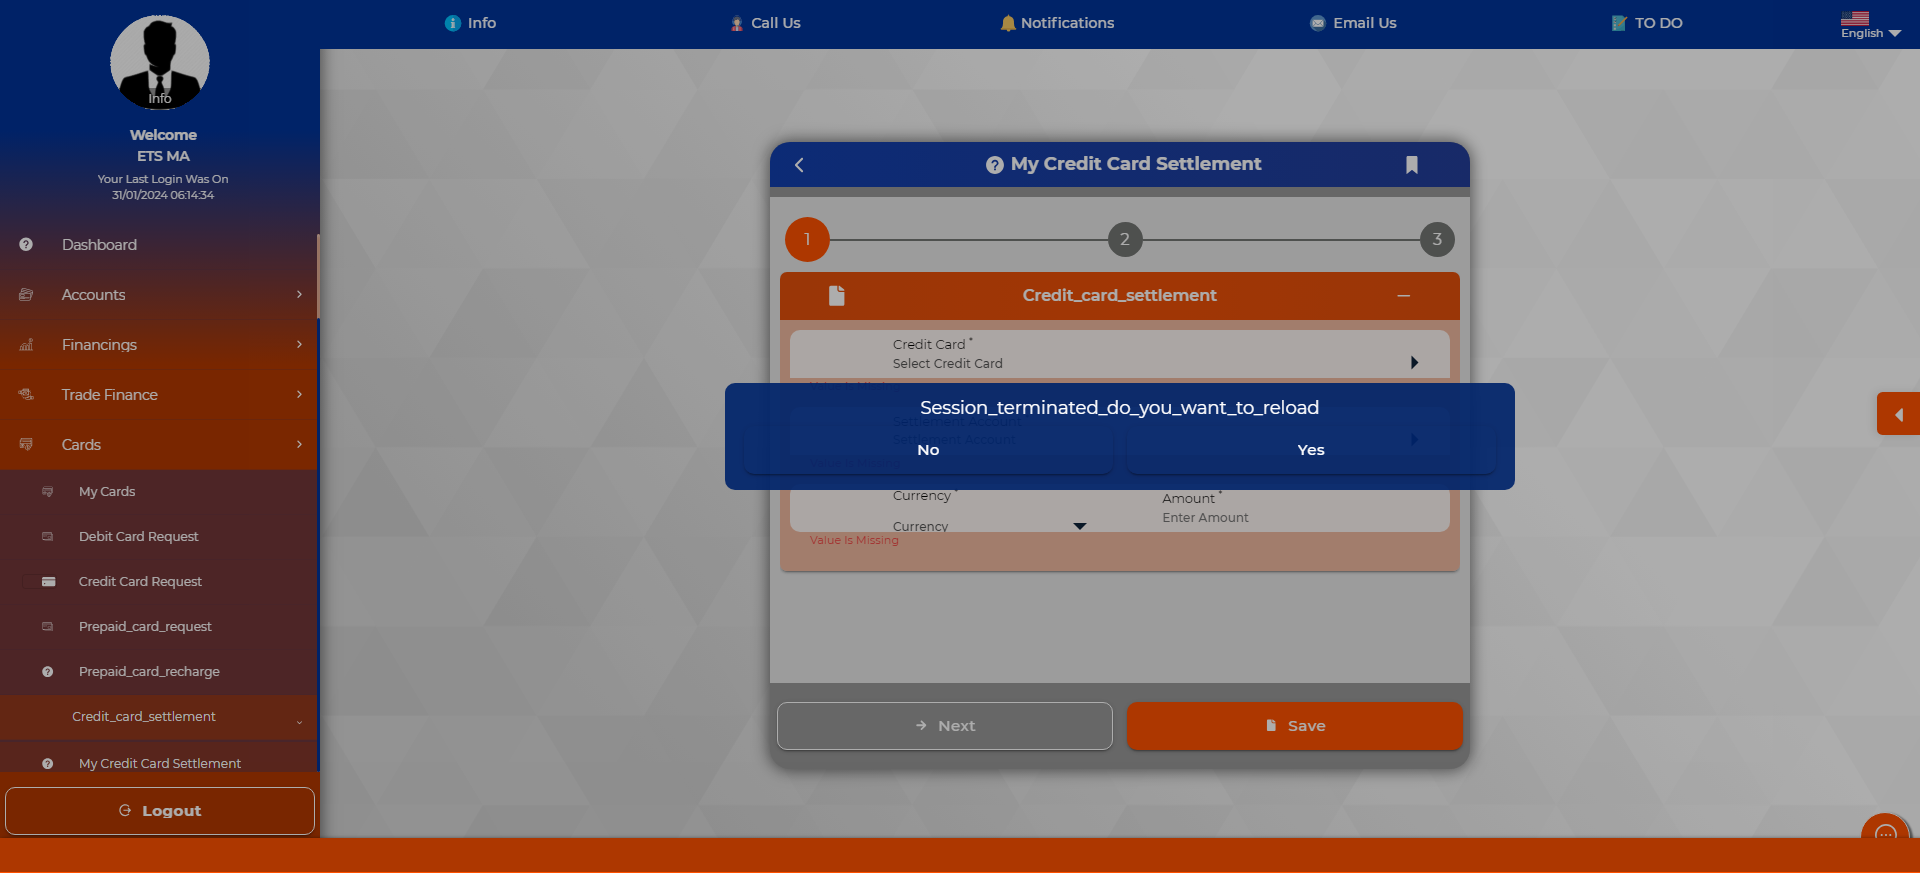 Info
Call Us
Notifications
Email Us
TO DO
English
Info
Welcome
ETS MA
Your Last Login Was On
31/01/2024 06:14:34
Dashboard
Accounts
Financings
Trade Finance
Cards
My Cards
Debit Card Request
Credit Card Request
Prepaid_card_request
Prepaid_card_recharge
Credit_card_settlement
My Credit Card Settlement
Logout
My Credit Card Settlement
1
2
3
Credit_card_settlement
Credit Card *
Select Credit Card
Session_terminated_do_you_want_to_reload
Settlement Account
Settlement Account
No
Yes
Currency *
Currency
Amount *
Enter Amount
Value Is Missing
Next
Save